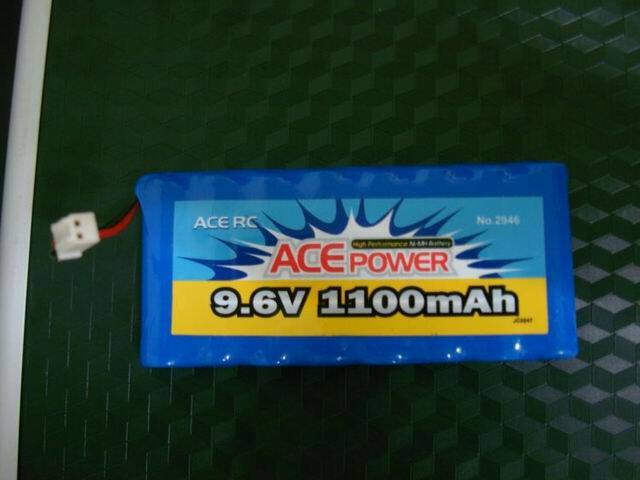 ACE RC
No.2946
High Performance Ni-MH Battery
ACE POWER
9.6V 1100mAh